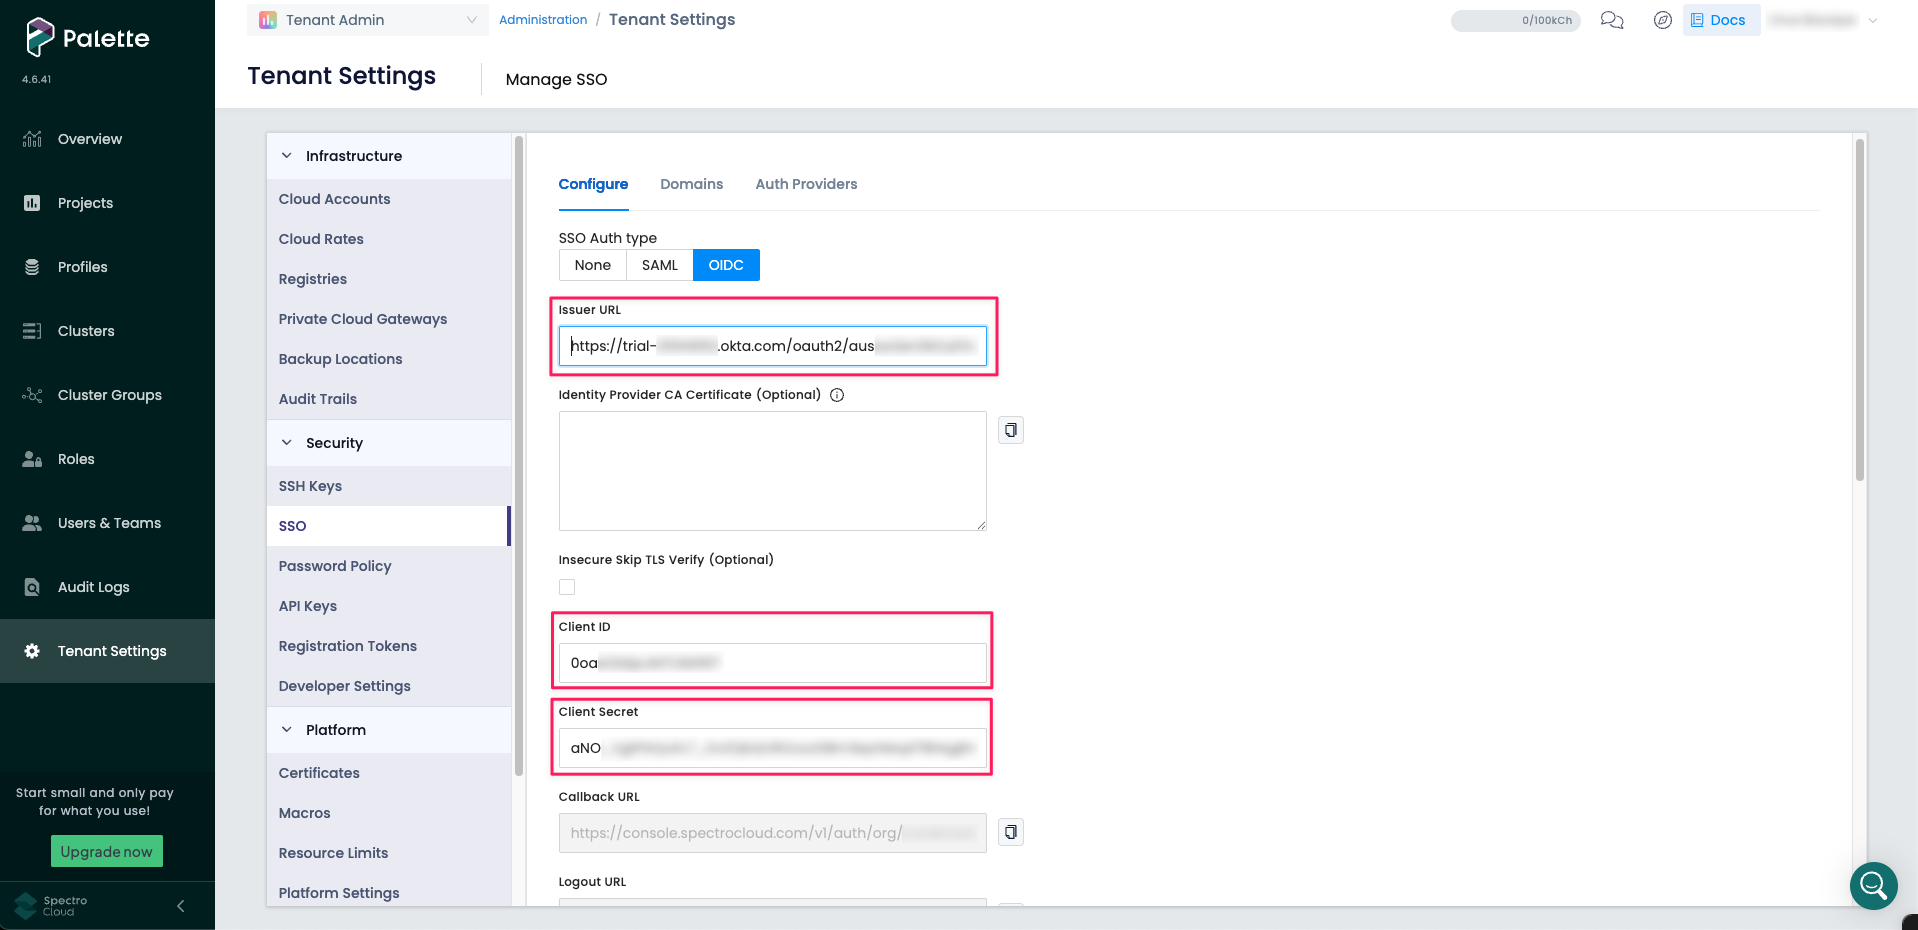 Palette
4.6.41
Overview
Projects
Profiles
Clusters
Cluster Groups
Roles
Users & Teams
Audit Logs
Tenant Settings
Start small and only pay
for what you use!
Upgrade now
Spectro
Cloud
Tenant Admin
Administration / Tenant Settings
0/100kCh
Docs
Tenant Settings
Manage SSO
Infrastructure
Cloud Accounts
Cloud Rates
Registries
Private Cloud Gateways
Backup Locations
Audit Trails
Security
SSH Keys
SSO
Password Policy
API Keys
Registration Tokens
Developer Settings
Platform
Certificates
Macros
Resource Limits
Platform Settings
Configure Domains Auth Providers
SSO Auth type
None SAML OIDC
Issuer URL
https://trial- .okta.com/oauth2/aus
Identity Provider CA Certificate (Optional)
Insecure Skip TLS Verify (Optional)
Client ID
0oa
Client Secret
aNO
Callback URL
https://console.spectrocloud.com/v1/auth/org/
Logout URL